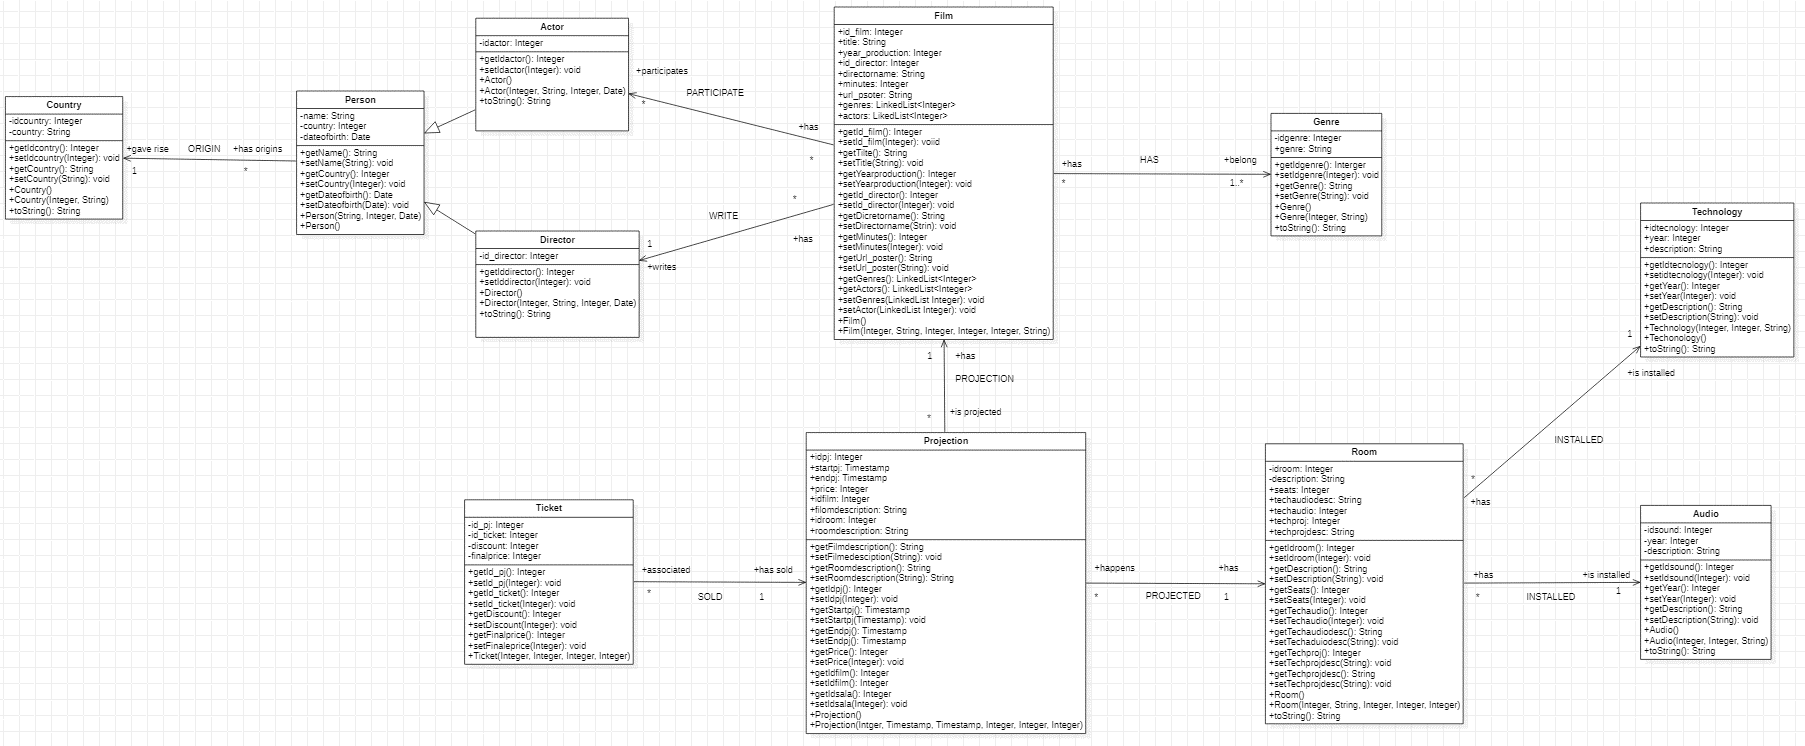 Country
-idcountry: Integer
-country: String
+getIdcontry(): Integer
+setIdcountry(Integer): void
+getCountry(): String
+setCountry(String): void
+Country()
+Country(Integer, String)
+toString(): String
+gave rise
ORIGIN
+has origins
1
*
Person
-name: String
-country: Integer
-dateofbirth: Date
+getName(): String
+setName(String): void
+getCountry(): Integer
+setCountry(Integer): void
+getDateofbirth(): Date
+setDateofbirth(Date): void
+Person(String, Integer, Date)
+Person()
Actor
-idactor: Integer
+getIdactor(): Integer
+setIdactor(Integer): void
+Actor()
+Actor(Integer, String, Integer, Date)
+toString(): String
+participates
*
PARTICIPATE
+has
*
Director
-id_director: Integer
+getIddirector(): Integer
+setIddirector(Integer): void
+Director()
+Director(Integer, String, Integer, Date)
+toString(): String
*
WRITE
+has
1
+writes
Film
+id_film: Integer
+title: String
+year_production: Integer
+id_director: Integer
+directorname: String
+minutes: Integer
+url_psoter: String
+genres: LinkedList<Integer>
+actors: LikedList<Integer>
+getId_film(): Integer
+setId_film(Integer): voiid
+getTilte(): String
+setTitle(String): void
+getYearproduction(): Integer
+setYearproduction(Integer): void
+getId_director(): Integer
+setId_director(Integer): void
+getDicretorname(): String
+setDirectorname(Strin): void
+getMinutes(): Integer
+setMinutes(Integer): void
+getUrl_poster(): String
+setUrl_poster(String): void
+getGenres(): LinkedList<Integer>
+getActors(): LinkedList<Integer>
+setGenres(LinkedList Integer): void
+setActor(LinkedList Integer): void
+Film()
+Film(Integer, String, Integer, Integer, Integer, String)
+has
*
HAS
+belong
1..*
Genre
-idgenre: Integer
+genre: String
+getIdgenre(): Interger
+setIdgenre(Integer): void
+getGenre(): String
+setGenre(String): void
+Genre()
+Genre(Integer, String)
+toString(): String
Technology
+idtecnology: Integer
+year: Integer
+description: String
+getIdtecnology(): Integer
+setidtecnology(Integer): void
+getYear(): Integer
+setYear(Integer): void
+getDescription(): String
+setDescription(String): void
+Technology(Integer, Integer, String)
+Techonology()
+toString(): String
1
+is installed
INSTALLED
*
+has
1
+has
PROJECTION
*
+is projected
Ticket
-id_pj: Integer
-id_ticket: Integer
-discount: Integer
-finalprice: Integer
+getId_pj(): Integer
+setId_pj(Integer): void
+getId_ticket(): Integer
+setId_ticket(Integer): void
+getDiscount(): Integer
+setDiscount(Integer): void
+getFinalprice(): Integer
+setFinaleprice(Integer): void
+Ticket(Integer, Integer, Integer, Integer)
+associated
+has sold
*
SOLD
1
Projection
+idpj: Integer
+startpj: Timestamp
+endpj: Timestamp
+price: Integer
+idfilm: Integer
+filomdescription: String
+idroom: Integer
+roomdescription: String
+getFilmdescription(): String
+setFilmedesciption(String): void
+getRoomdescription(): String
+setRoomdescription(String): String
+getIdpj(): Integer
+setIdpj(Integer): void
+getStartpj(): Timestamp
+setStartpj(Timestamp): void
+getEndpj(): Timestamp
+setEndpj(): Timestamp
+getPrice(): Integer
+setPrice(Integer): void
+getIdfilm(): Integer
+setIdfilm(): Integer
+getIdsala(): Integer
+setIdsala(Integer): void
+Projection()
+Projection(Intger, Timestamp, Timestamp, Integer, Integer, Integer)
+happens
+has
*
PROJECTED
1
Room
-idroom: Integer
-description: String
+seats: Integer
+techaudiodesc: String
+techaudio: Integer
+techproj: Integer
+techprojdesc: String
+getIdroom(): Integer
+setIdroom(Integer): void
+getDescription(): String
+setDescription(String): void
+getSeats(): Integer
+setSeats(Integer): void
+getTechaudio(): Integer
+setTechaudio(Integer): void
+getTechaudiodesc(): String
+setTechaduiodesc(String): void
+getTechproj(): Integer
+setTechprojdesc(String): void
+getTechprojdesc(): String
+setTechprojdesc(String): void
+Room()
+Room(Integer, String, Integer, Integer, Integer)
+toString(): String
+has
+is installed
*
INSTALLED
1
Audio
-idsound: Integer
-year: Integer
-description: String
+getIdsound(): Integer
+setIdsound(Integer): void
+getYear(): Integer
+setYear(Integer): void
+getDescription(): String
+setDescription(String): void
+Audio()
+Audio(Integer, Integer, String)
+toString(): String